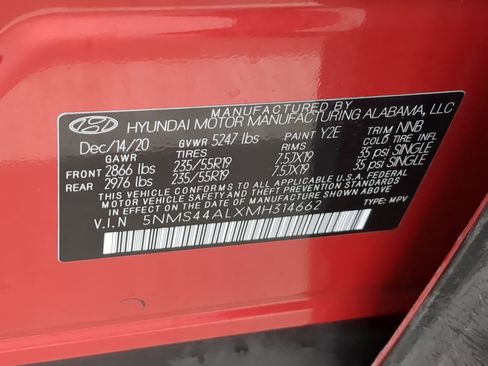 MANUFACTURED BY
HYUNDAI MOTOR MANUFACTURING ALABAMA, LLC
Dec/14/20 GVWR 5247 lbs PAINT Y2E TRIM NNB
GAWR TIRES RIMS COLD TIRE INFL
FRONT 2866 lbs 235/55R19 7.5JX19 35 psi SINGLE
REAR 2976 lbs 235/55R19 7.5JX19 35 psi SINGLE
THIS VEHICLE CONFORMS TO ALL APPLICABLE U.S.A. FEDERAL
MOTOR VEHICLE SAFETY AND THEFT PREVENTION STANDARDS
IN EFFECT ON THE DATE OF MANUFACTURE SHOWN ABOVE.
V.I.N 5NMS44ALXMH314662 TYPE: MPV